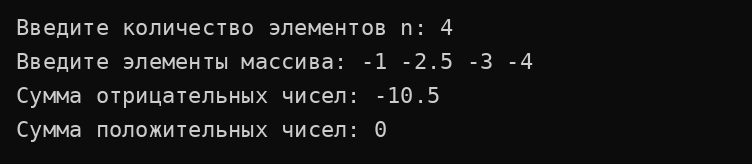 Введите количество элементов n: 4
Введите элементы массива: -1 -2.5 -3 -4
Сумма отрицательных чисел: -10.5
Сумма положительных чисел: 0